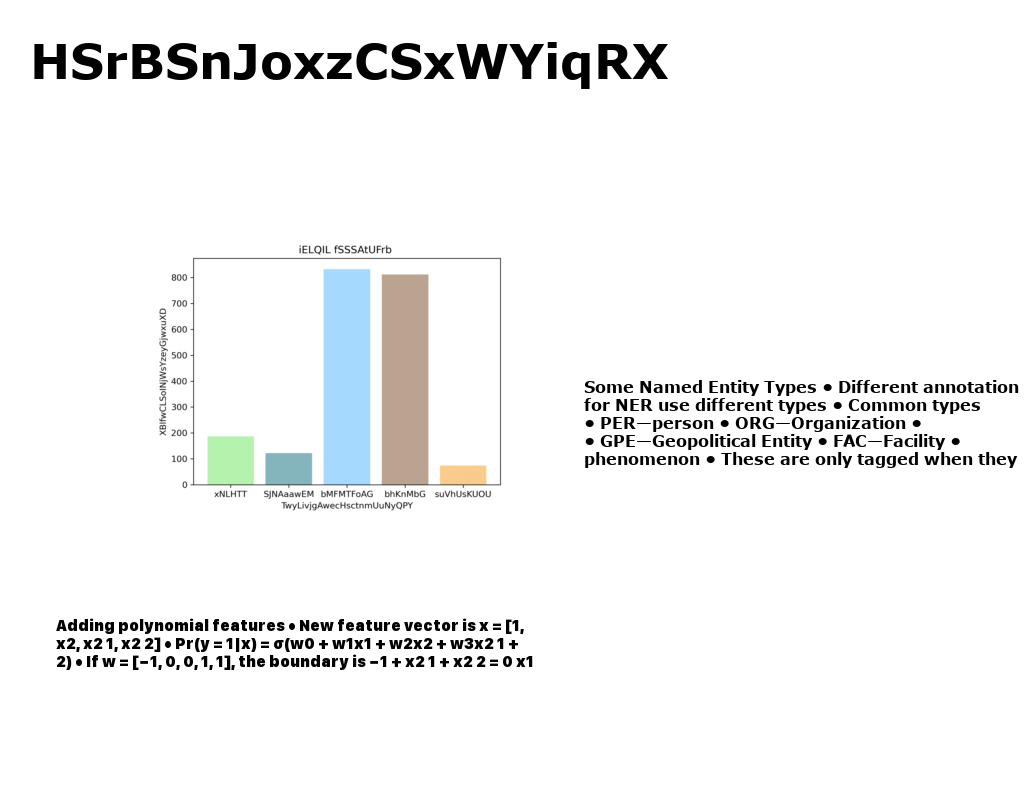 HSrBSnJoxzCSxWYiqRX
iELQIL fSSSAtUFrb
XBIfwCLSoINjWsYzeyGjwxuXD
800
700
600
500
400
300
200
100
0
xNLHTT SJNAaawEM bMFMTFoAG bhKnMbG suVhUsKUOU
TwyLivjgAwecHsctnmUuNyQPY
Some Named Entity Types • Different annotation
for NER use different types • Common types
• PER—person • ORG—Organization •
• GPE—Geopolitical Entity • FAC—Facility •
phenomenon • These are only tagged when they
Adding polynomial features • New feature vector is x = [1,
x2, x2 1, x2 2] • Pr(y = 1|x) = σ(w0 + w1x1 + w2x2 + w3x2 1 +
2) • If w = [−1, 0, 0, 1, 1], the boundary is −1 + x2 1 + x2 2 = 0 x1